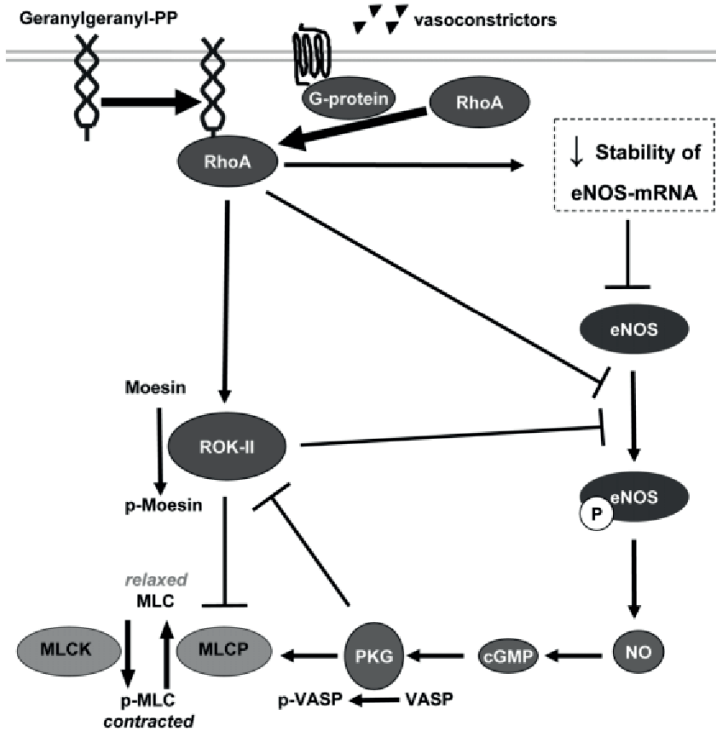 Geranylgeranyl-PP
vasoconstrictors
G-protein
RhoA
RhoA
↓ Stability of
eNOS-mRNA
eNOS
Moesin
ROK-II
p-Moesin
eNOS
P
relaxed
MLC
MLCK
MLCP
PKG
cGMP
NO
p-MLC
contracted
p-VASP
VASP